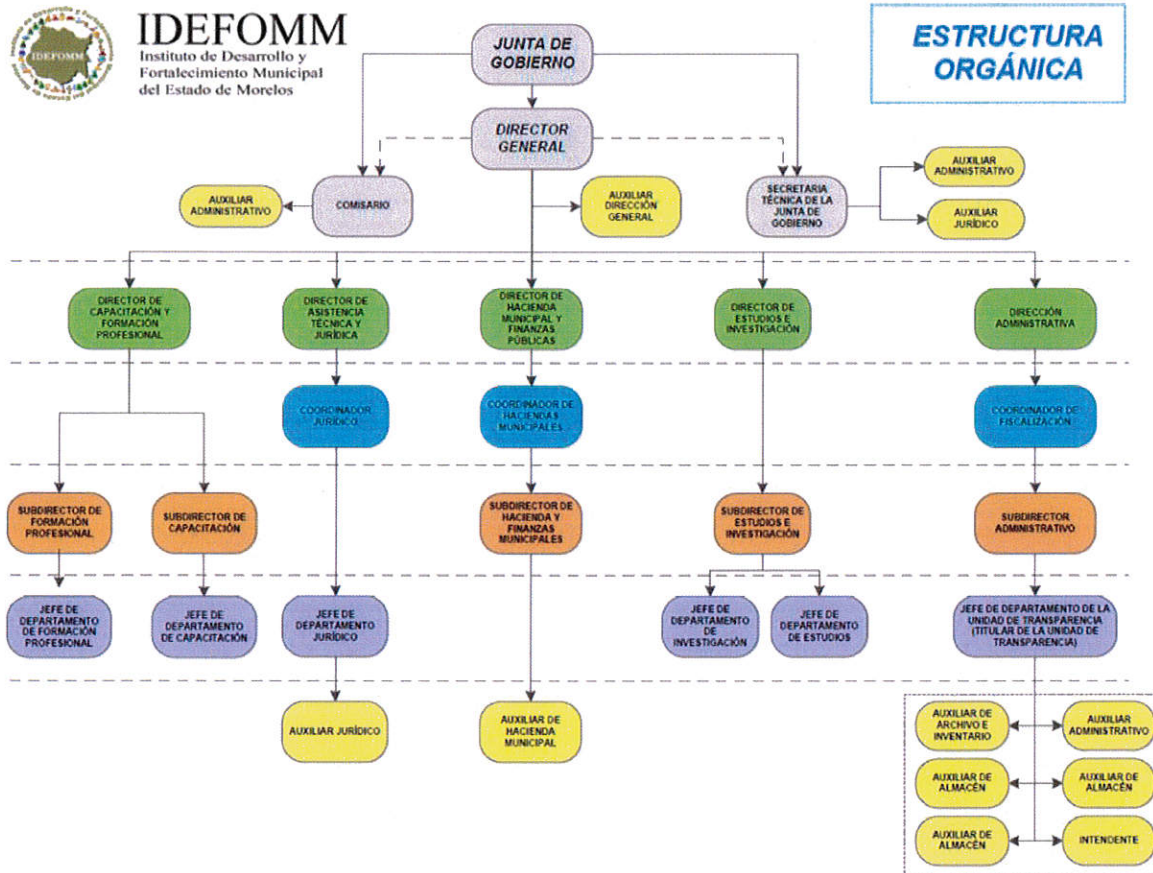 IDEFOMM
IDEFOMM
Instituto de Desarrollo y
Fortalecimiento Municipal
del Estado de Morelos
ESTRUCTURA
ORGÁNICA
JUNTA DE
GOBIERNO
DIRECTOR
GENERAL
AUXILIAR
ADMINISTRATIVO
COMISARIO
AUXILIAR
DIRECCIÓN
GENERAL
SECRETARIA
TÉCNICA DE LA
JUNTA DE
GOBIERNO
AUXILIAR
ADMINISTRATIVO
AUXILIAR
JURÍDICO
DIRECTOR DE
CAPACITACIÓN Y
FORMACIÓN
PROFESIONAL
DIRECTOR DE
ASISTENCIA
TÉCNICA Y
JURÍDICA
DIRECTOR DE
HACIENDA
MUNICIPAL Y
FINANZAS
PÚBLICAS
DIRECTOR DE
ESTUDIOS E
INVESTIGACIÓN
DIRECCIÓN
ADMINISTRATIVA
COORDINADOR
JURÍDICO
COORDINADOR DE
HACIENDAS
MUNICIPALES
COORDINADOR DE
FISCALIZACIÓN
SUBDIRECTOR DE
FORMACIÓN
PROFESIONAL
SUBDIRECTOR DE
CAPACITACIÓN
SUBDIRECTOR DE
HACIENDA Y
FINANZAS
MUNICIPALES
SUBDIRECTOR DE
ESTUDIOS E
INVESTIGACIÓN
SUBDIRECTOR
ADMINISTRATIVO
JEFE DE
DEPARTAMENTO
DE FORMACIÓN
PROFESIONAL
JEFE DE
DEPARTAMENTO
DE CAPACITACIÓN
JEFE DE
DEPARTAMENTO
JURÍDICO
JEFE DE
DEPARTAMENTO
DE
INVESTIGACIÓN
JEFE DE
DEPARTAMENTO
DE ESTUDIOS
JEFE DE DEPARTAMENTO DE LA
UNIDAD DE TRANSPARENCIA
(TITULAR DE LA UNIDAD DE
TRANSPARENCIA)
AUXILIAR JURÍDICO
AUXILIAR DE
HACIENDA
MUNICIPAL
AUXILIAR DE
ARCHIVO E
INVENTARIO
AUXILIAR
ADMINISTRATIVO
AUXILIAR DE
ALMACÉN
AUXILIAR DE
ALMACÉN
AUXILIAR DE
ALMACÉN
INTENDENTE